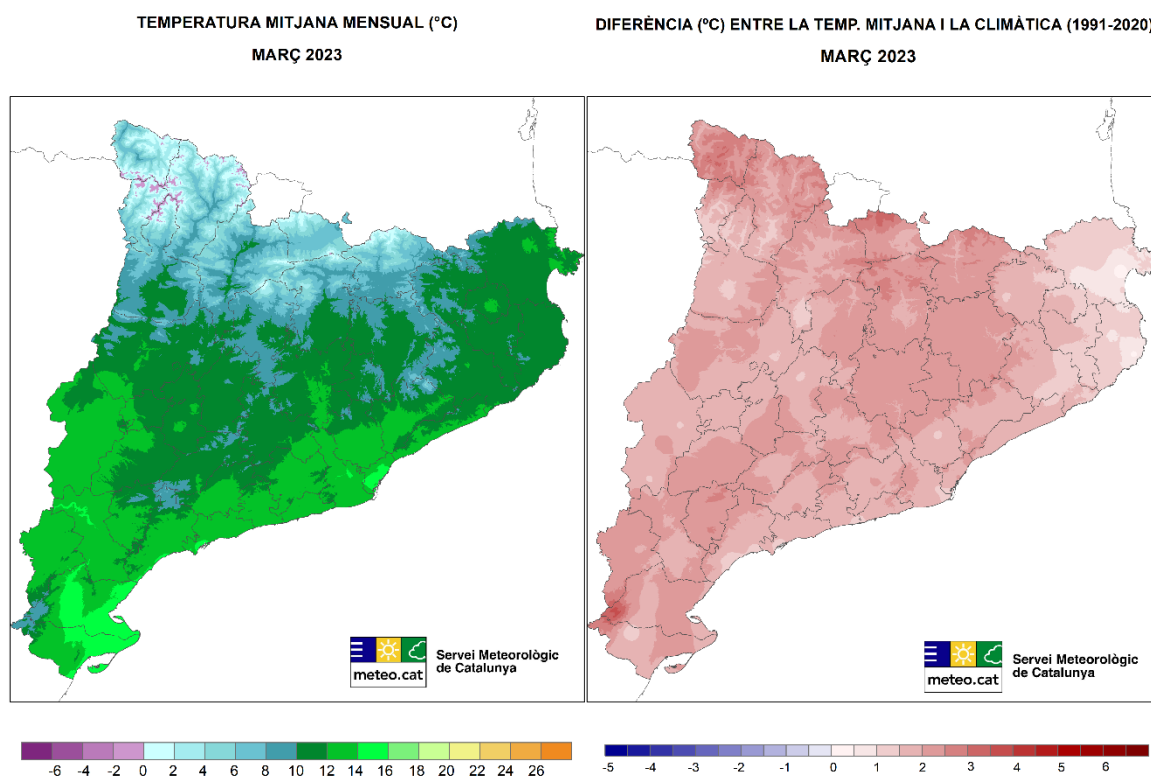 TEMPERATURA MITJANA MENSUAL (°C)
MARÇ 2023
DIFERÈNCIA (ºC) ENTRE LA TEMP. MITJANA I LA CLIMÀTICA (1991-2020)
MARÇ 2023
meteo.cat
Servei Meteorològic
de Catalunya
meteo.cat
Servei Meteorològic
de Catalunya
-6 -4 -2 0 2 4 6 8 10 12 14 16 18 20 22 24 26
-5 -4 -3 -2 -1 0 1 2 3 4 5 6